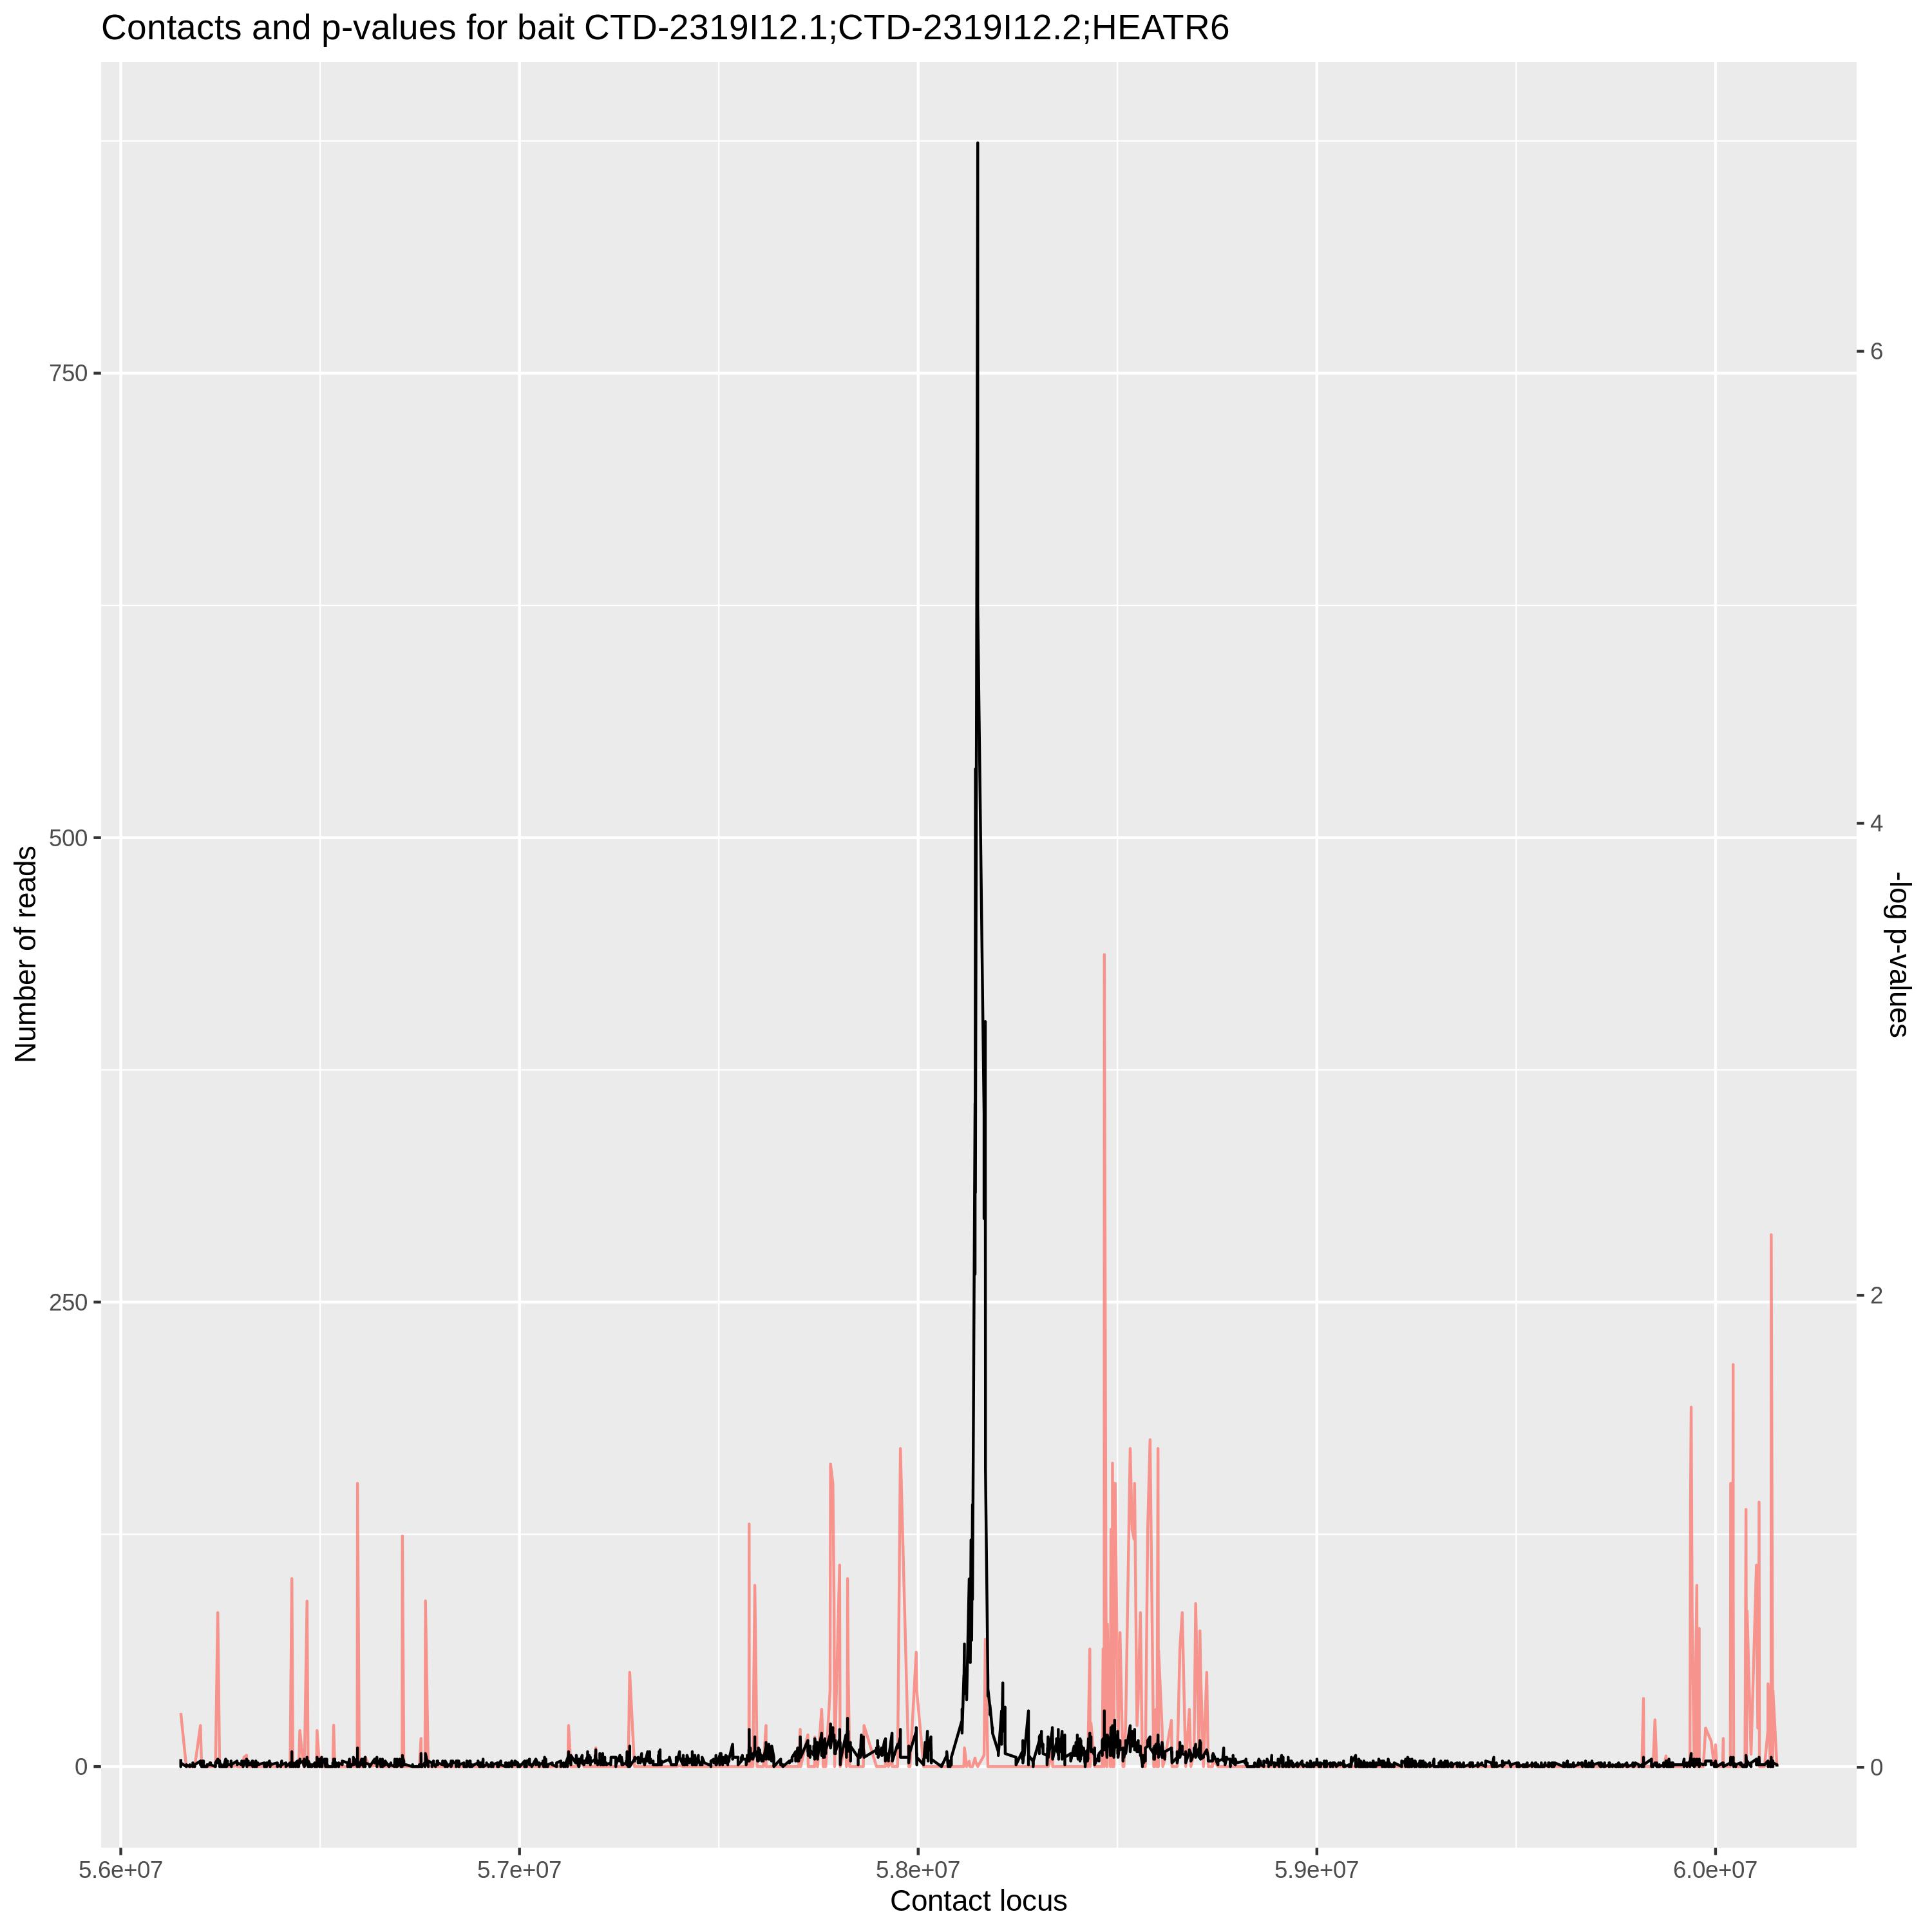 Contacts and p-values for bait CTD-2319I12.1;CTD-2319I12.2;HEATR6
Number of reads
750
500
250
0
-log p-values
6
4
2
0
5.6e+07 5.7e+07 5.8e+07 5.9e+07 6.0e+07
Contact locus